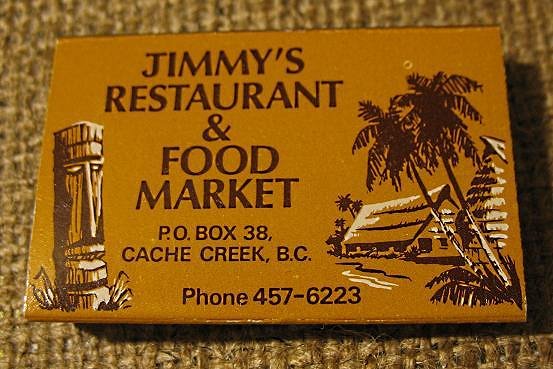 JIMMY'S
RESTAURANT
&
FOOD
MARKET
P.O. BOX 38,
CACHE CREEK, B.C.
Phone 457-6223